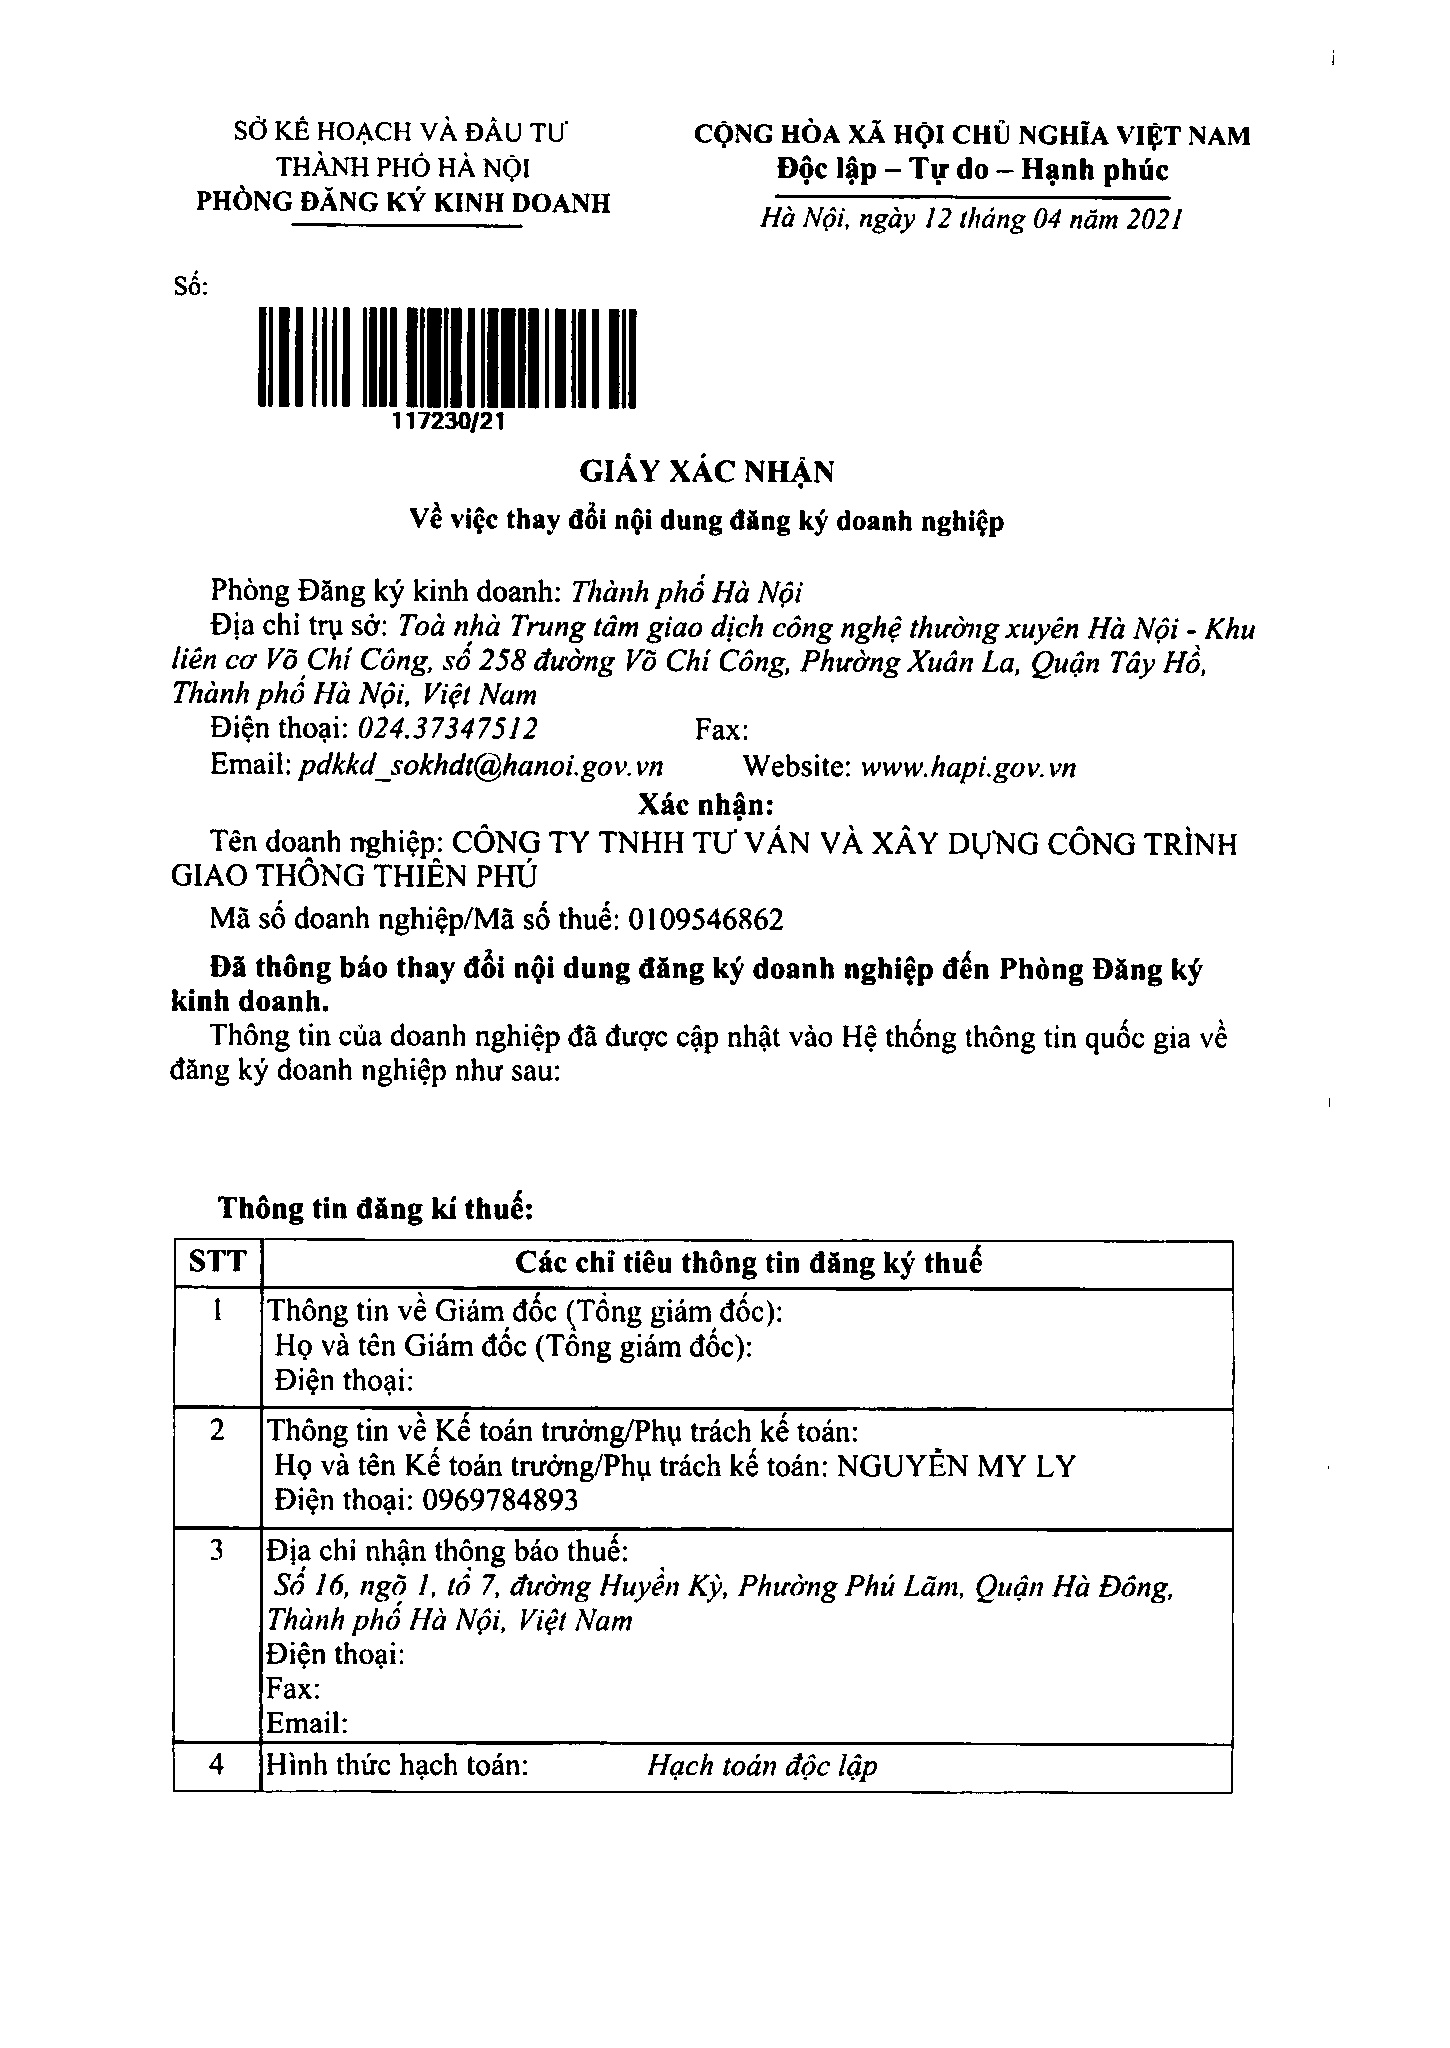 SỞ KẾ HOẠCH VÀ ĐẦU TƯ
THÀNH PHỐ HÀ NỘI
PHÒNG ĐĂNG KÝ KINH DOANH
CỘNG HÒA XÃ HỘI CHỦ NGHĨA VIỆT NAM
Độc lập – Tự do – Hạnh phúc
Hà Nội, ngày 12 tháng 04 năm 2021
Số:
117230/21
GIẤY XÁC NHẬN
Về việc thay đổi nội dung đăng ký doanh nghiệp
Phòng Đăng ký kinh doanh: Thành phố Hà Nội
Địa chỉ trụ sở: Toà nhà Trung tâm giao dịch công nghệ thường xuyên Hà Nội - Khu
liên cơ Võ Chí Công, số 258 đường Võ Chí Công, Phường Xuân La, Quận Tây Hồ,
Thành phố Hà Nội, Việt Nam
Điện thoại: 024.37347512 Fax:
Email: pdkkd_sokhdt@hanoi.gov.vn Website: www.hapi.gov.vn
Xác nhận:
Tên doanh nghiệp: CÔNG TY TNHH TƯ VẤN VÀ XÂY DỰNG CÔNG TRÌNH
GIAO THÔNG THIÊN PHÚ
Mã số doanh nghiệp/Mã số thuế: 0109546862
Đã thông báo thay đổi nội dung đăng ký doanh nghiệp đến Phòng Đăng ký
kinh doanh.
Thông tin của doanh nghiệp đã được cập nhật vào Hệ thống thông tin quốc gia về
đăng ký doanh nghiệp như sau:
Thông tin đăng kí thuế:
STT Các chỉ tiêu thông tin đăng ký thuế
1 Thông tin về Giám đốc (Tổng giám đốc):
Họ và tên Giám đốc (Tổng giám đốc):
Điện thoại:
2 Thông tin về Kế toán trưởng/Phụ trách kế toán:
Họ và tên Kế toán trưởng/Phụ trách kế toán: NGUYỄN MY LY
Điện thoại: 0969784893
3 Địa chỉ nhận thông báo thuế:
Số 16, ngõ 1, tổ 7, đường Huyền Kỳ, Phường Phú Lãm, Quận Hà Đông,
Thành phố Hà Nội, Việt Nam
Điện thoại:
Fax:
Email:
4 Hình thức hạch toán: Hạch toán độc lập